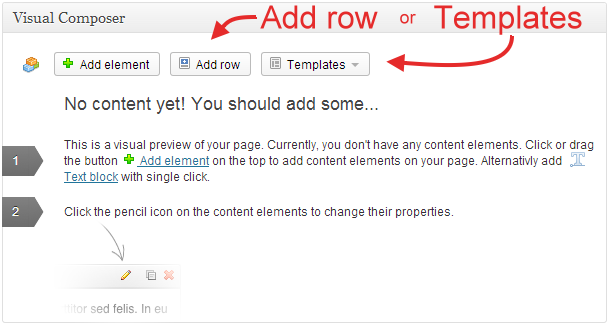 Visual Composer
Add row or Templates
Add element Add row Templates
No content yet! You should add some...
1 This is a visual preview of your page. Currently, you don't have any content elements. Click or drag
the button Add element on the top to add content elements on your page. Alternativly add
Text block with single click.
2 Click the pencil icon on the content elements to change their properties.
titor sed felis. In eu